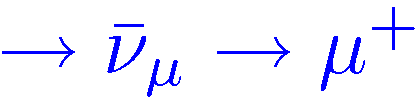 → ν̄_μ → μ⁺